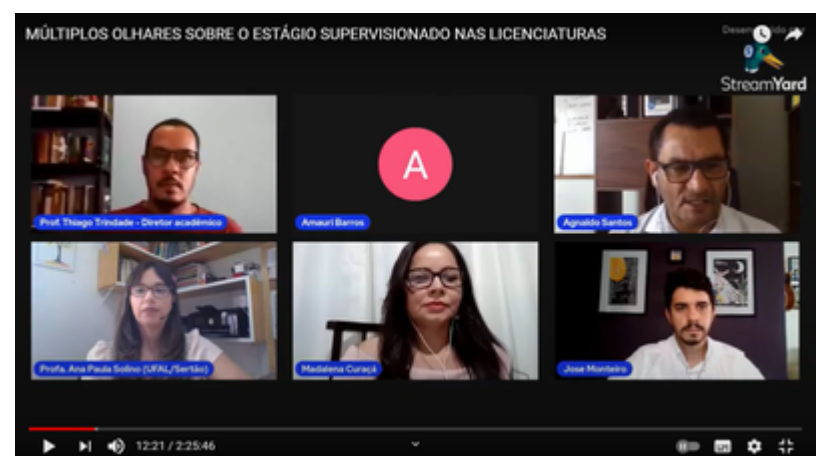 MÚLTIPLOS OLHARES SOBRE O ESTÁGIO SUPERVISIONADO NAS LICENCIATURAS
StreamYard
A
Prof. Thiago Trindade - Diretor acadêmico
Amauri Barros
Agnaldo Santos
Profa. Ana Paula Solino (UFAL/Sertão)
Madalena Curaçá
Jose Monteiro
12:21 / 2:25:46